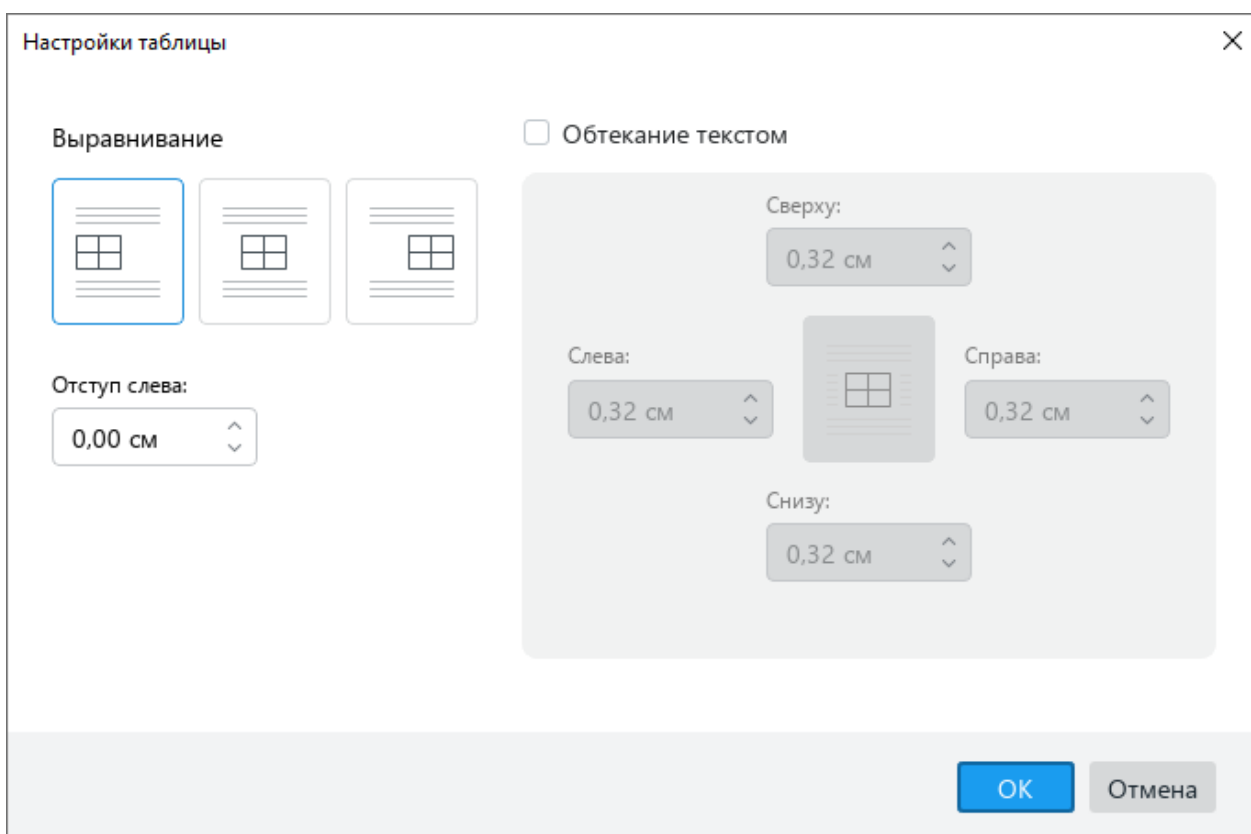 Настройки таблицы
Выравнивание
Отступ слева:
0,00 см
Обтекание текстом
Сверху:
0,32 см
Слева:
0,32 см
Справа:
0,32 см
Снизу:
0,32 см
ОК
Отмена